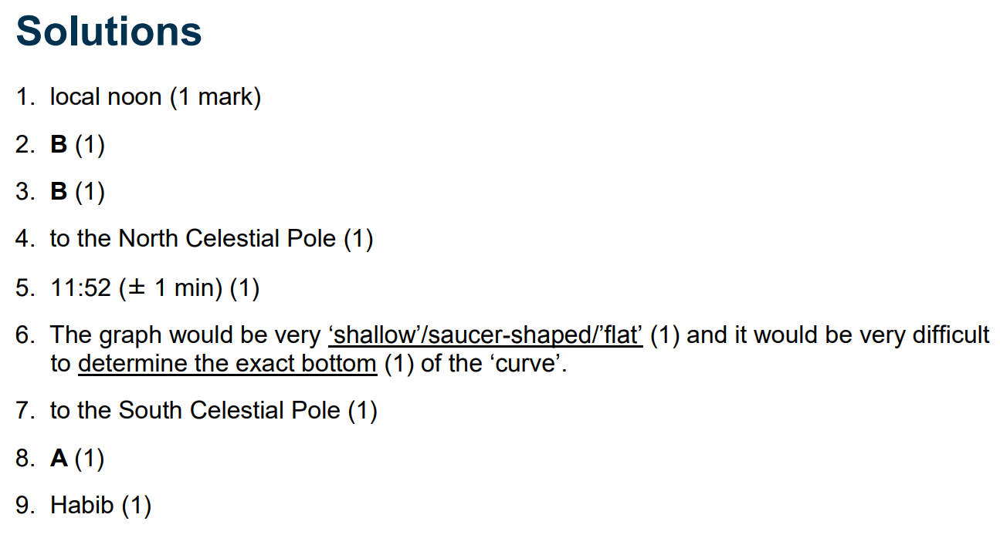 Solutions
1. local noon (1 mark)
2. B (1)
3. B (1)
4. to the North Celestial Pole (1)
5. 11:52 (± 1 min) (1)
6. The graph would be very ‘shallow’/saucer-shaped/’flat’ (1) and it would be very difficult
to determine the exact bottom (1) of the ‘curve’.
7. to the South Celestial Pole (1)
8. A (1)
9. Habib (1)